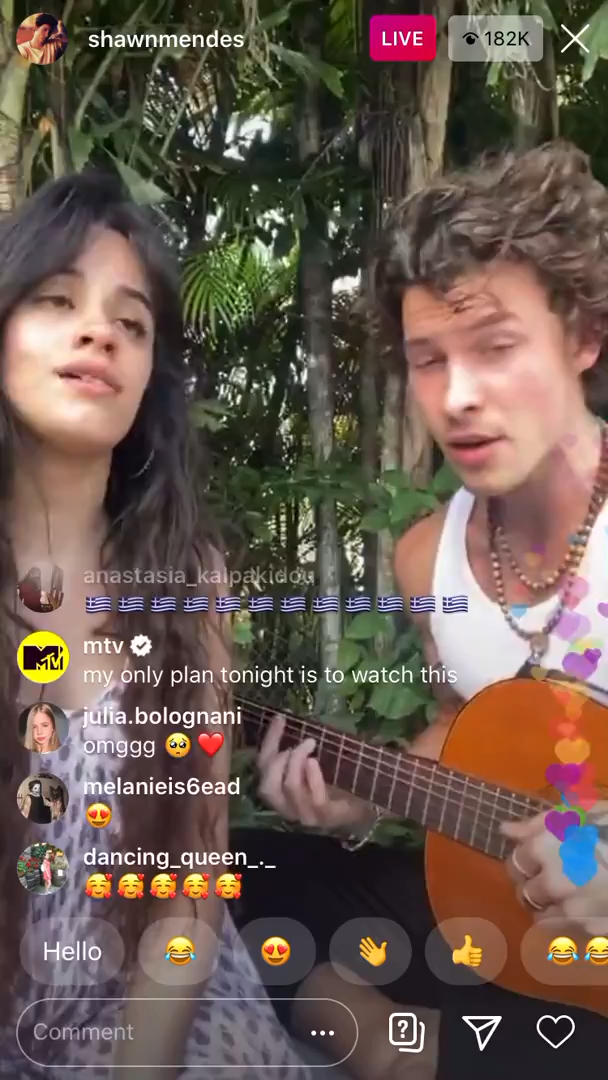 shawnmendes LIVE 182K
anastasia_kalpakidou
🇬🇷 🇬🇷 🇬🇷 🇬🇷 🇬🇷 🇬🇷 🇬🇷 🇬🇷 🇬🇷 🇬🇷 🇬🇷 🇬🇷
mtv
my only plan tonight is to watch this
julia.bolognani
omggg 🥺 ❤️
melanieis6ead
😍
dancing_queen_._
🥰 🥰 🥰 🥰 🥰
Hello 😂 😍 👋 👍 😂 😂
Comment ...